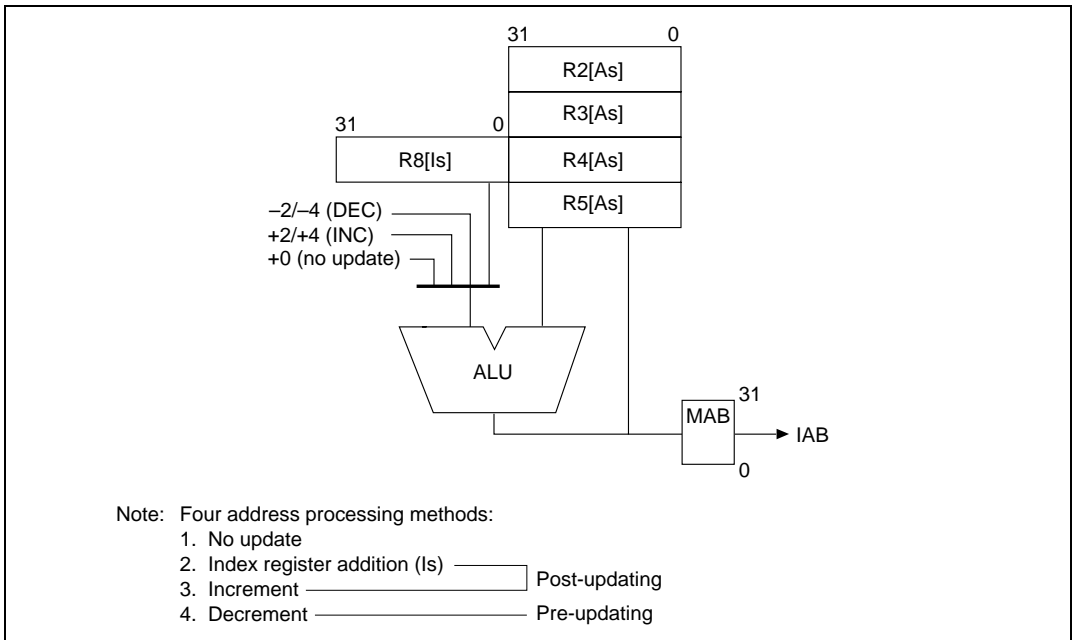 31 0
R2[As]
R3[As]
31 0
R8[Is] R4[As]
R5[As]
–2/–4 (DEC)
+2/+4 (INC)
+0 (no update)
ALU
31
MAB
IAB
0
Note: Four address processing methods:
1. No update
2. Index register addition (Is)
Post-updating
3. Increment
4. Decrement Pre-updating